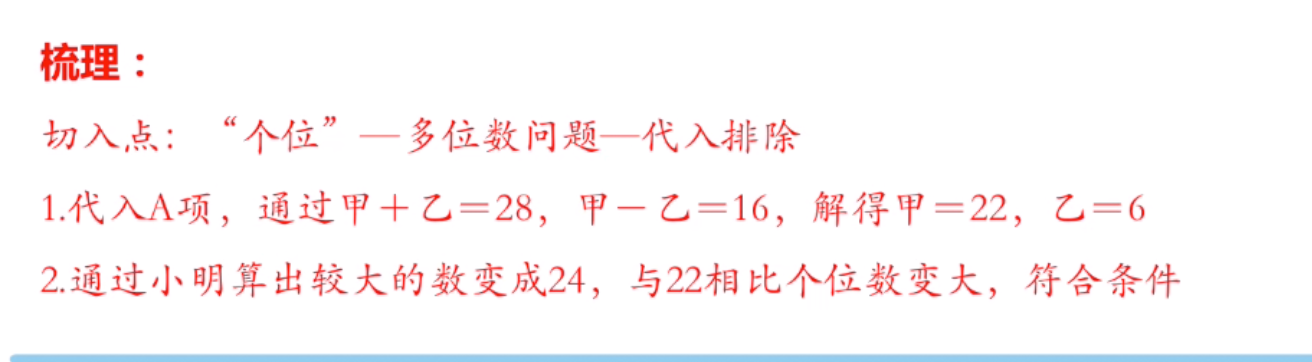 梳理：
切入点：“个位”—多位数问题—代入排除
1.代入A项，通过甲＋乙＝28，甲－乙＝16，解得甲＝22，乙＝6
2.通过小明算出较大的数变成24，与22相比个位数变大，符合条件